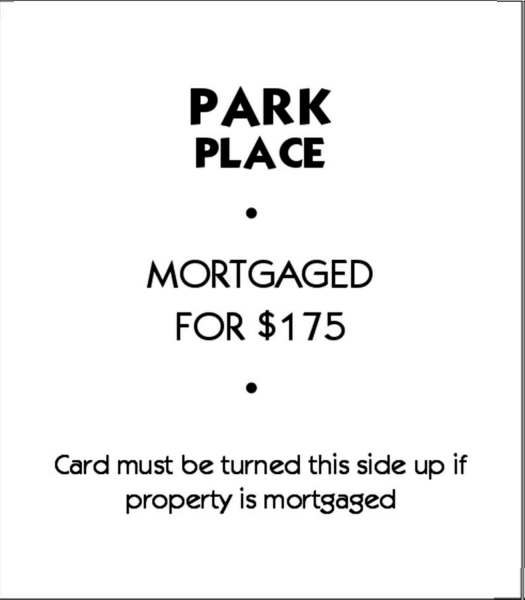 PARK
PLACE
•
MORTGAGED
FOR $175
•
Card must be turned this side up if
property is mortgaged